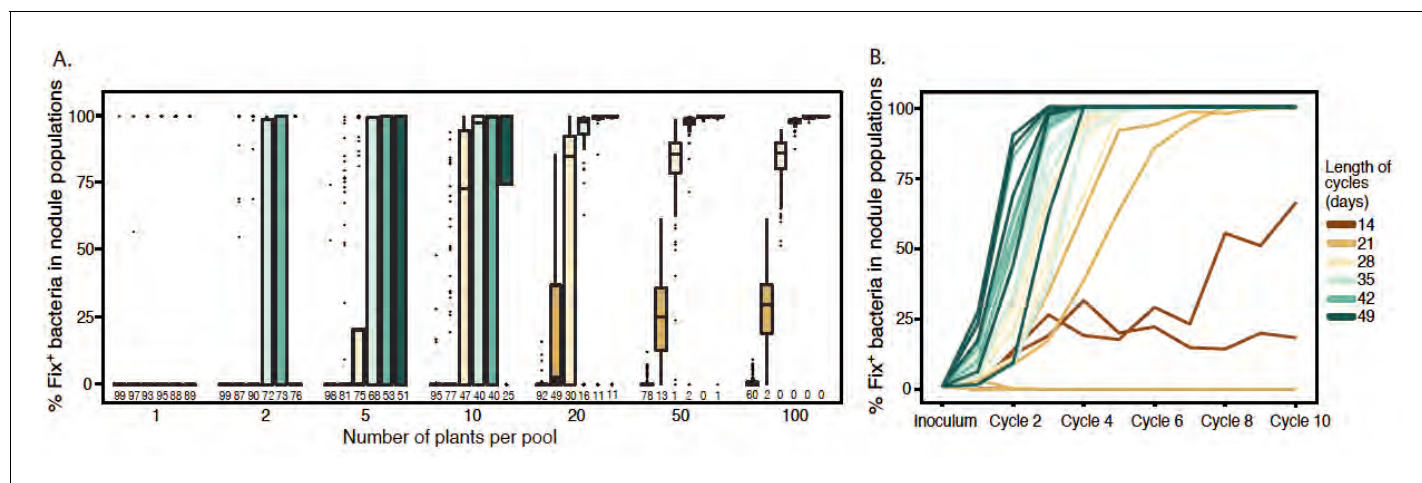 A.
% Fix+ bacteria in nodule populations
100
75
50
25
0
99 97 93 95 88 89
99 87 90 72 73 76
98 81 75 68 53 51
95 77 47 40 40 25
92 49 30 16 11 11
78 13 1 2 0 1
60 2 0 0 0 0
1 2 5 10 20 50 100
Number of plants per pool
B.
% Fix+ bacteria in nodule populations
100
75
50
25
0
Inoculum Cycle 2 Cycle 4 Cycle 6 Cycle 8 Cycle 10
Length of
cycles
(days)
14
21
28
35
42
49